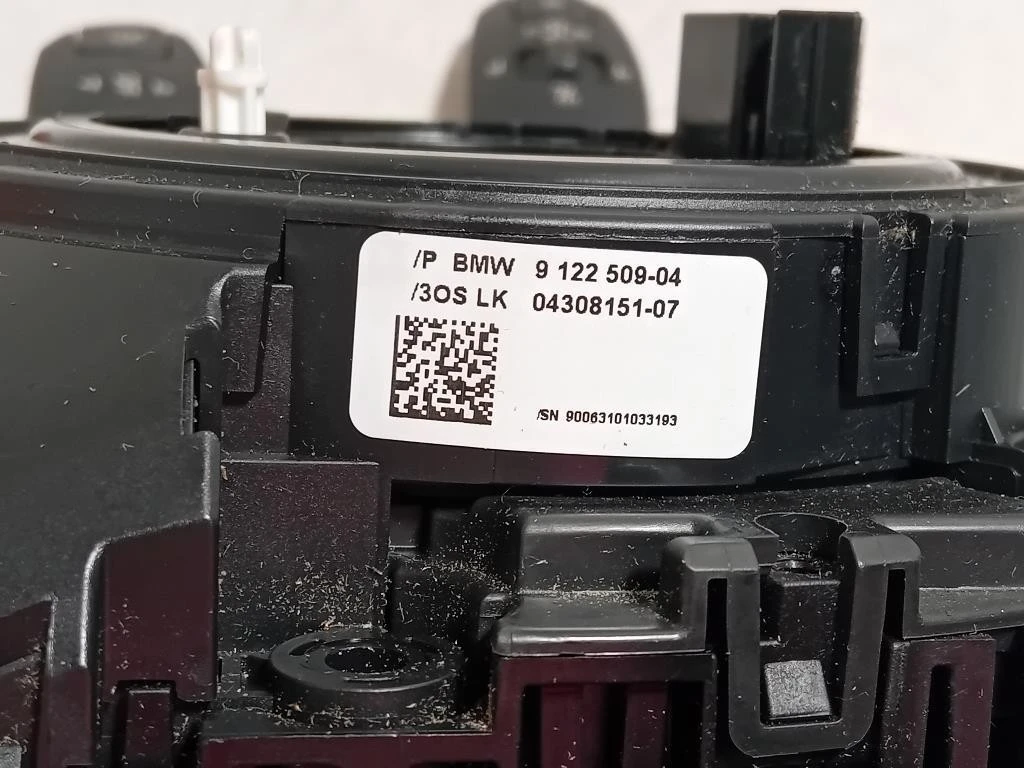 /P BMW 9 122 509-04
/3OS LK 04308151-07
/SN 90063101033193